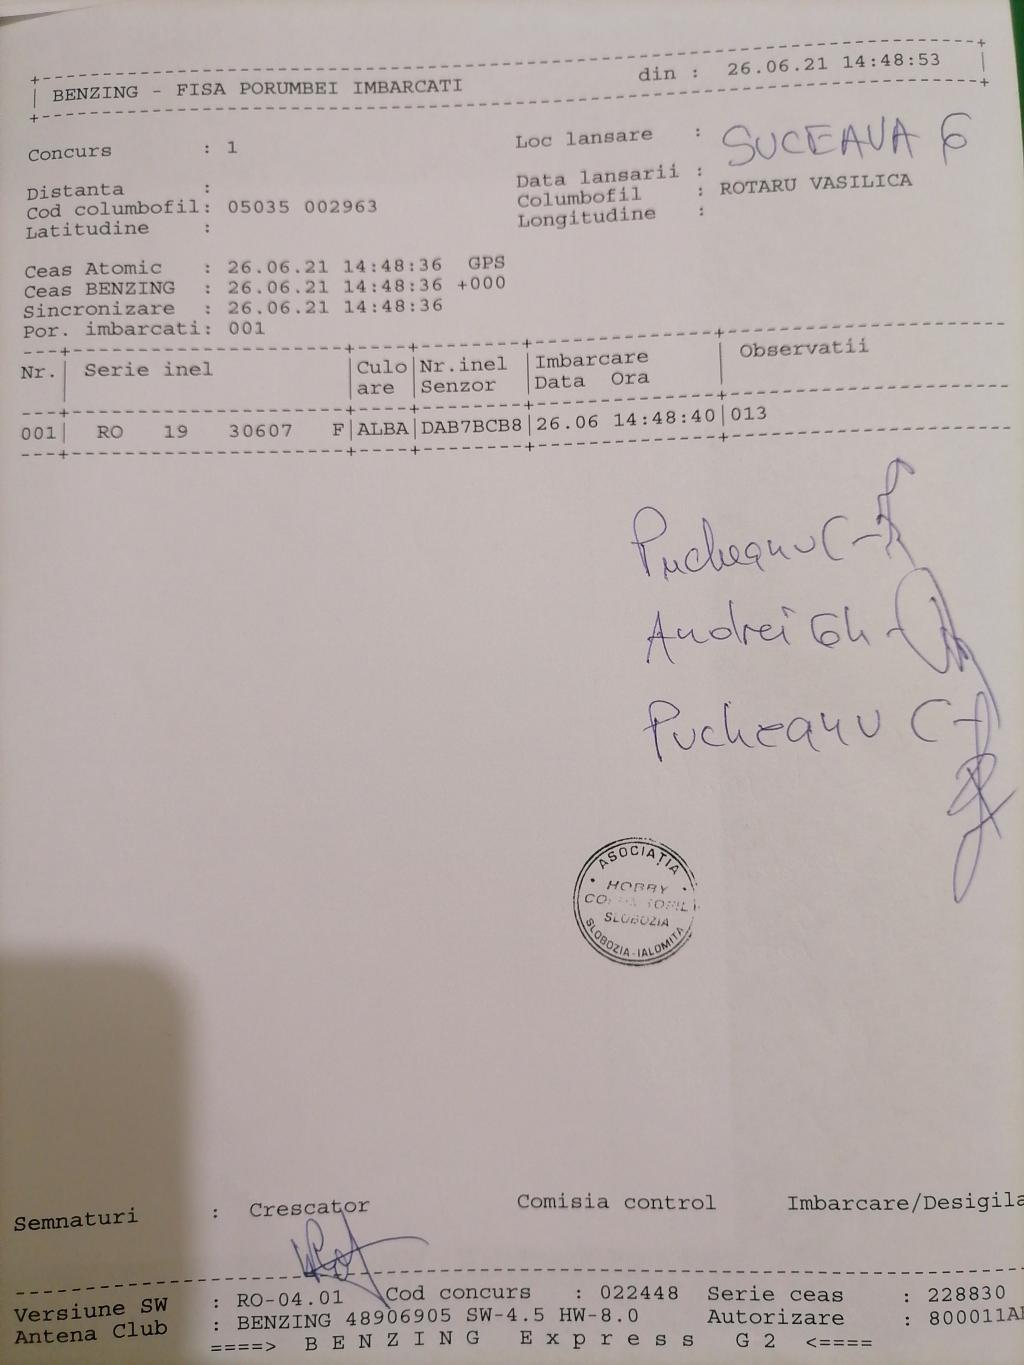 BENZING - FISA PORUMBEI IMBARCATI din : 26.06.21 14:48:53
Concurs : 1 Loc lansare : SUCEAVA 6
Distanta : Data lansarii :
Cod columbofil: 05035 002963 Columbofil : ROTARU VASILICA
Latitudine : Longitudine :
Ceas Atomic : 26.06.21 14:48:36 GPS
Ceas BENZING : 26.06.21 14:48:36 +000
Sincronizare : 26.06.21 14:48:36
Por. imbarcati: 001
Nr. Serie inel Culo Nr.inel Imbarcare Observatii
are Senzor Data Ora
001 RO 19 30607 F ALBA DAB7BCB8 26.06 14:48:40 013
Pucheanu C-
Andrei Gh -
Pucheanu C-
ASOCIAŢIA
HOBBY
SLOBOZIA
SLOBOZIA-IALOMITA
Semnaturi : Crescator Comisia control Imbarcare/Desigila
Versiune SW : RO-04.01 Cod concurs : 022448 Serie ceas : 228830
Antena Club : BENZING 48906905 SW-4.5 HW-8.0 Autorizare : 800011A
====> B E N Z I N G E x p r e s s G 2 <====